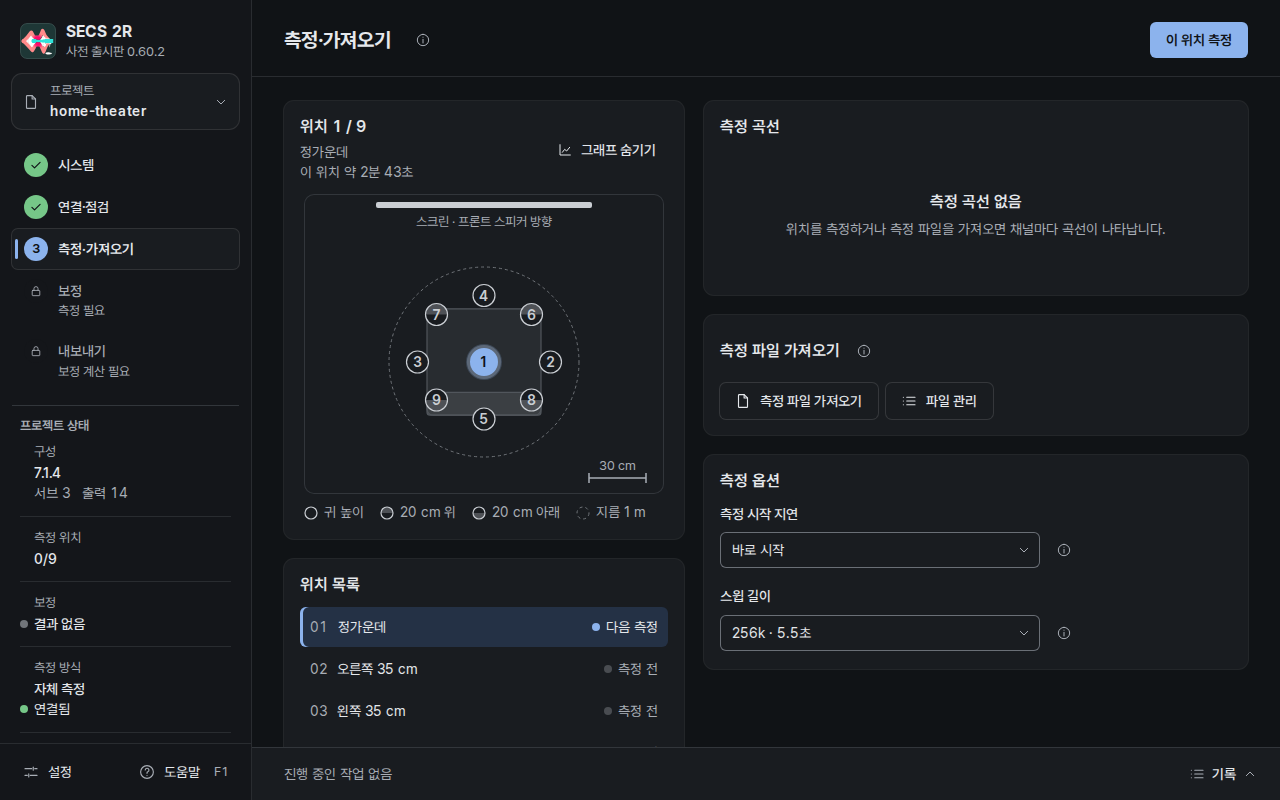 SECS 2R
사전 출시판 0.60.2
프로젝트
home-theater
시스템
연결·점검
3 측정·가져오기
보정
측정 필요
내보내기
보정 계산 필요
프로젝트 상태
구성
7.1.4
서브 3 출력 14
측정 위치
0/9
보정
결과 없음
측정 방식
자체 측정
연결됨
설정
도움말 F1
측정·가져오기
이 위치 측정
위치 1 / 9
정가운데
이 위치 약 2분 43초
그래프 숨기기
스크린 · 프론트 스피커 방향
4
7 6
3 1 2
9 8
5
30 cm
귀 높이 20 cm 위 20 cm 아래 지름 1 m
위치 목록
01 정가운데 다음 측정
02 오른쪽 35 cm 측정 전
03 왼쪽 35 cm 측정 전
측정 곡선
측정 곡선 없음
위치를 측정하거나 측정 파일을 가져오면 채널마다 곡선이 나타납니다.
측정 파일 가져오기
측정 파일 가져오기 파일 관리
측정 옵션
측정 시작 지연
바로 시작
스윕 길이
256k · 5.5초
진행 중인 작업 없음
기록